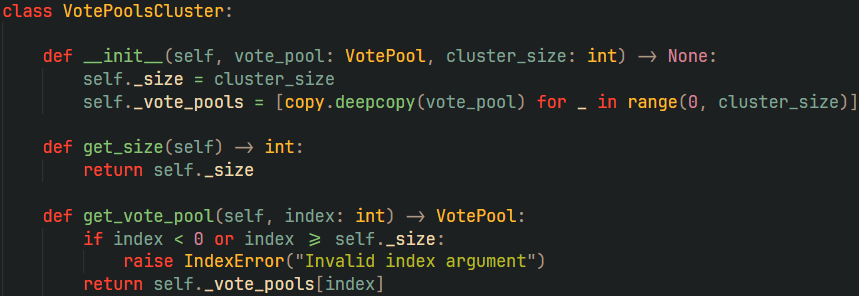 class VotePoolsCluster:
def __init__(self, vote_pool: VotePool, cluster_size: int) -> None:
self._size = cluster_size
self._vote_pools = [copy.deepcopy(vote_pool) for _ in range(0, cluster_size)]
def get_size(self) -> int:
return self._size
def get_vote_pool(self, index: int) -> VotePool:
if index < 0 or index >= self._size:
raise IndexError("Invalid index argument")
return self._vote_pools[index]